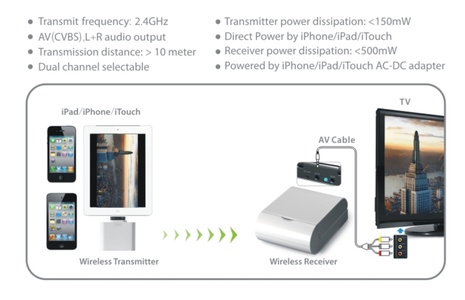 Transmit frequency: 2.4GHz
AV(CVBS).L+R audio output
Transmission distance: > 10 meter
Dual channel selectable
Transmitter power dissipation: <150mW
Direct Power by iPhone/iPad/iTouch
Receiver power dissipation: <500mW
Powered by iPhone/iPad/iTouch AC-DC adapter
iPad/iPhone/iTouch
TV
AV Cable
Wireless Transmitter
Wireless Receiver